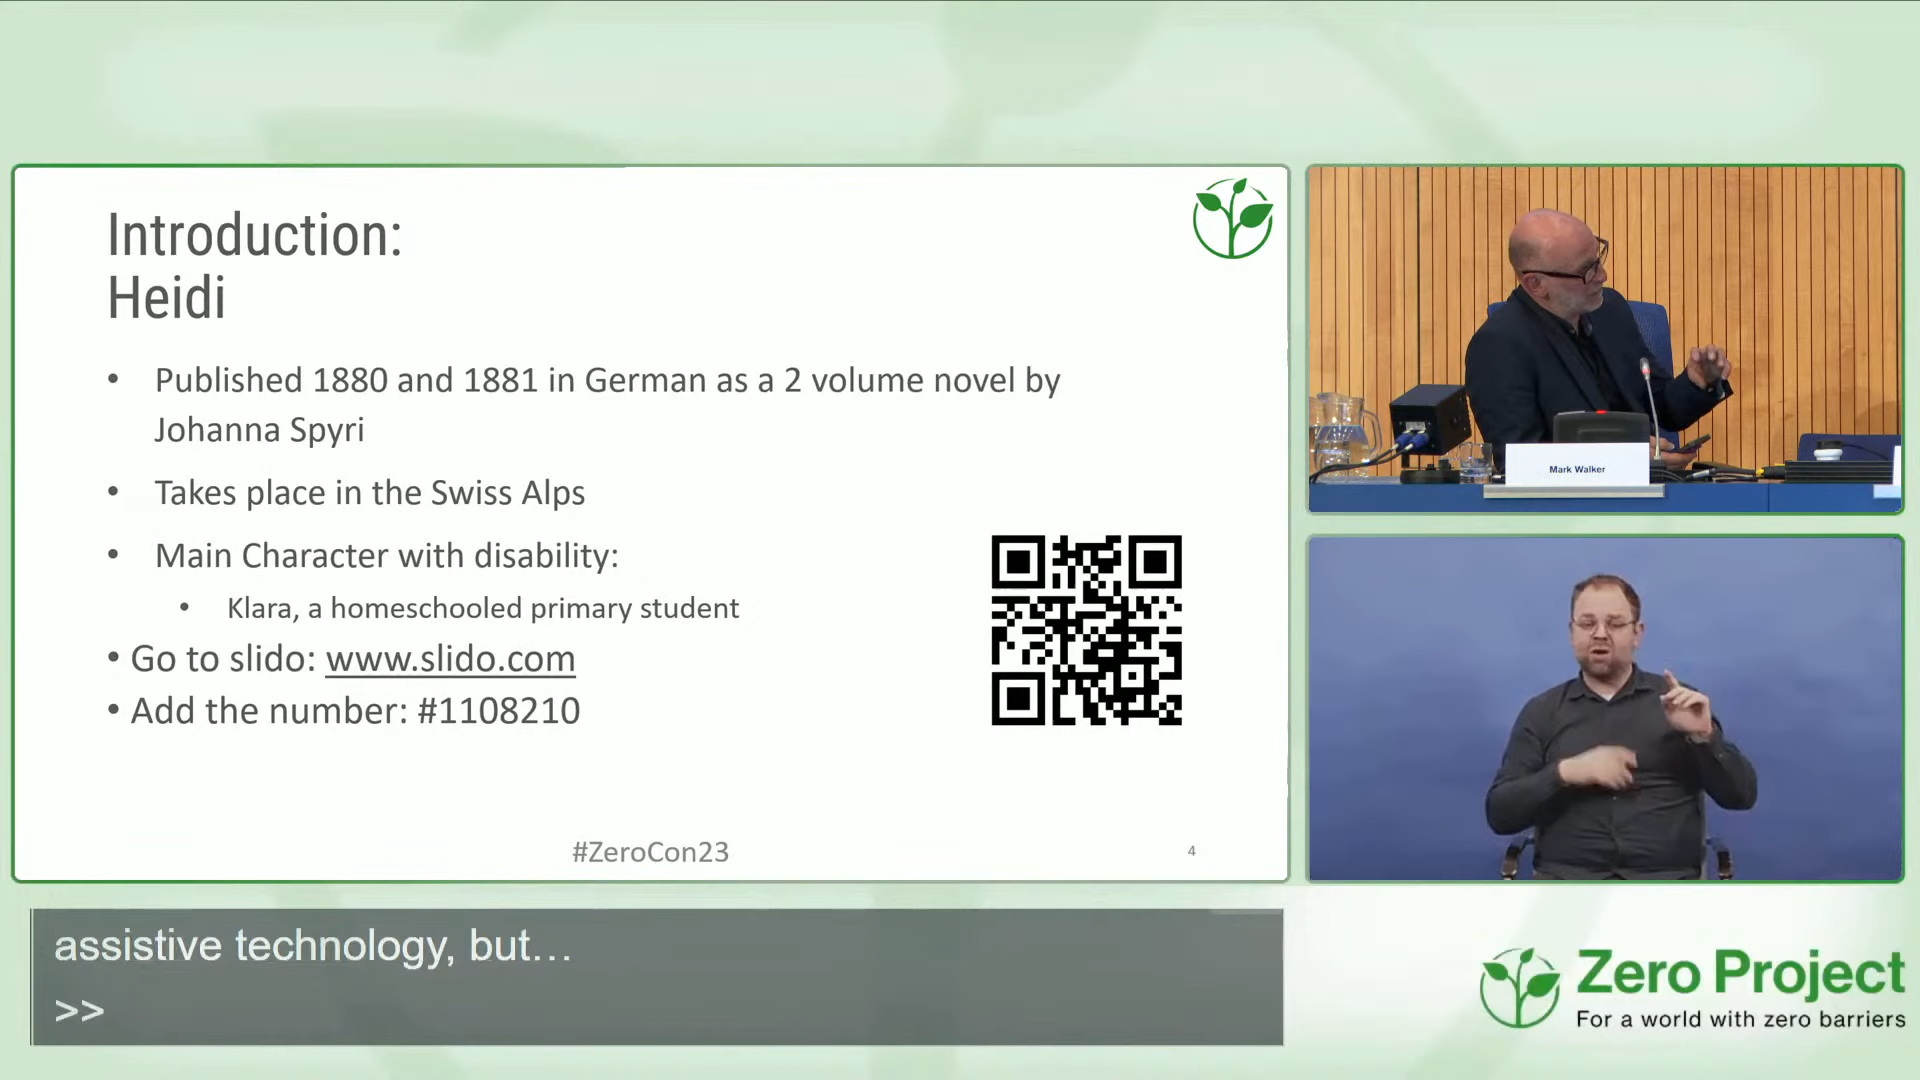 Introduction:
Heidi
• Published 1880 and 1881 in German as a 2 volume novel by
Johanna Spyri
• Takes place in the Swiss Alps
• Main Character with disability:
• Klara, a homeschooled primary student
• Go to slido: www.slido.com
• Add the number: #1108210
#ZeroCon23
4
Mark Walker
assistive technology, but…
>>
Zero Project
For a world with zero barriers